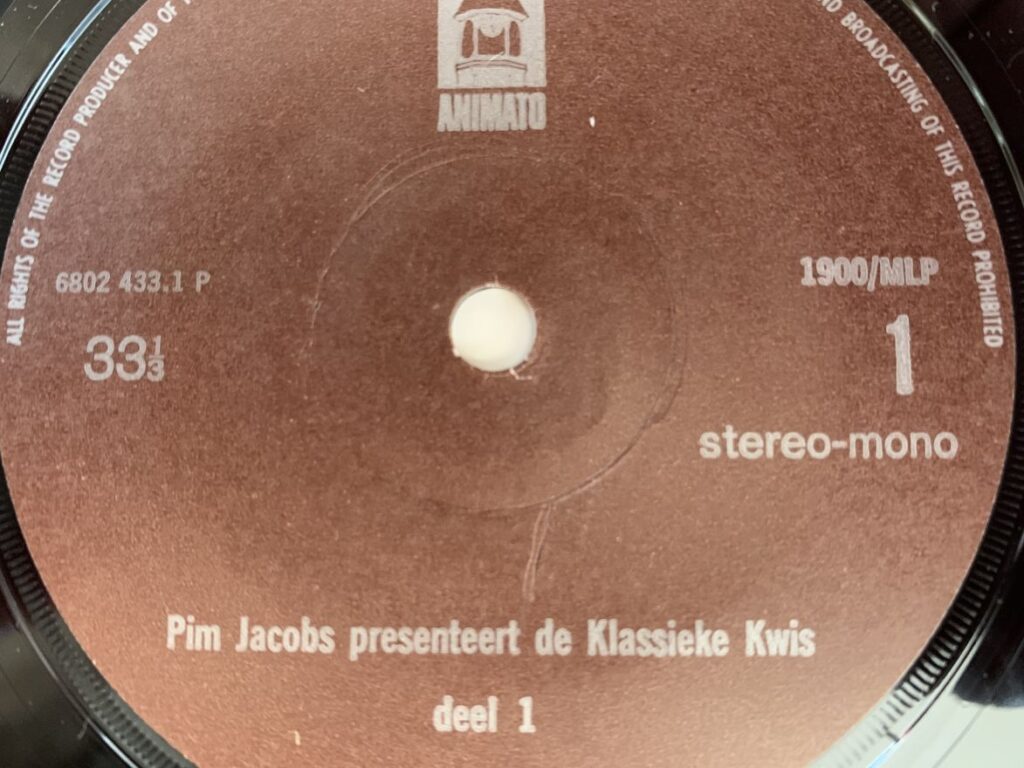 ALL RIGHTS OF THE RECORD PRODUCER AND OF
RD BROADCASTING OF THIS RECORD PROHIBITED
ANIMATO
6802 433.1 P
1900/MLP
33⅓
1
stereo-mono
Pim Jacobs presenteert de Klassieke Kwis
deel 1